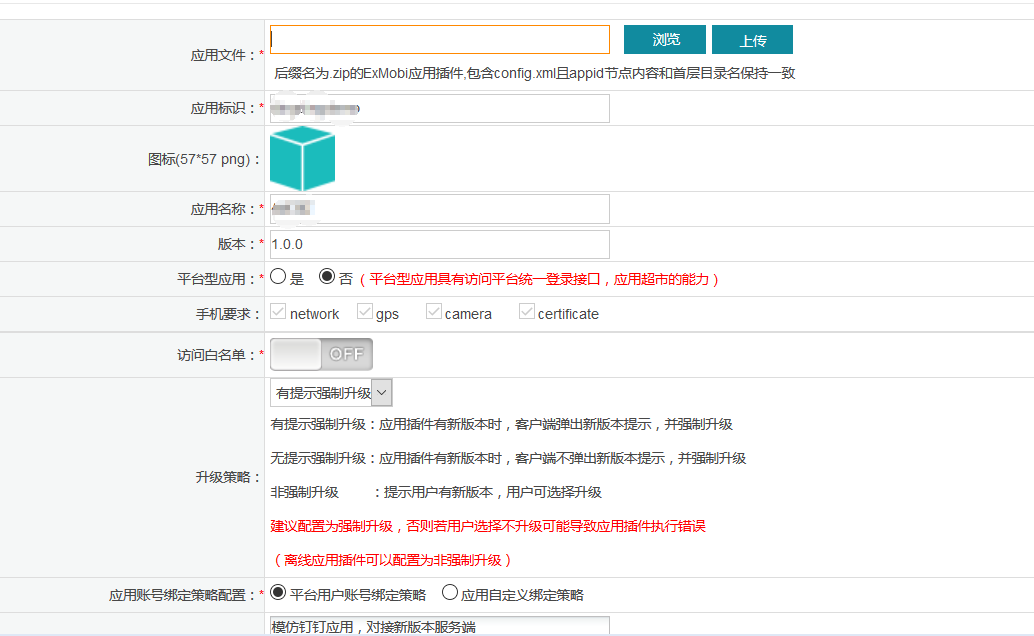 应用文件：* 浏览 上传
后缀名为.zip的ExMobi应用插件,包含config.xml且appid节点内容和首层目录名保持一致
应用标识：*
图标(57*57 png)：
应用名称：*
版本：* 1.0.0
平台型应用：* 是 否 （ 平台型应用具有访问平台统一登录接口，应用超市的能力 ）
手机要求： network gps camera certificate
访问白名单：* OFF
有提示强制升级
有提示强制升级：应用插件有新版本时，客户端弹出新版本提示，并强制升级
无提示强制升级：应用插件有新版本时，客户端不弹出新版本提示，并强制升级
升级策略：
非强制升级 ：提示用户有新版本，用户可选择升级
建议配置为强制升级，否则若用户选择不升级可能导致应用插件执行错误
（ 离线应用插件可以配置为非强制升级 ）
应用账号绑定策略配置：* 平台用户账号绑定策略 应用自定义绑定策略
模仿钉钉应用，对接新版本服务端